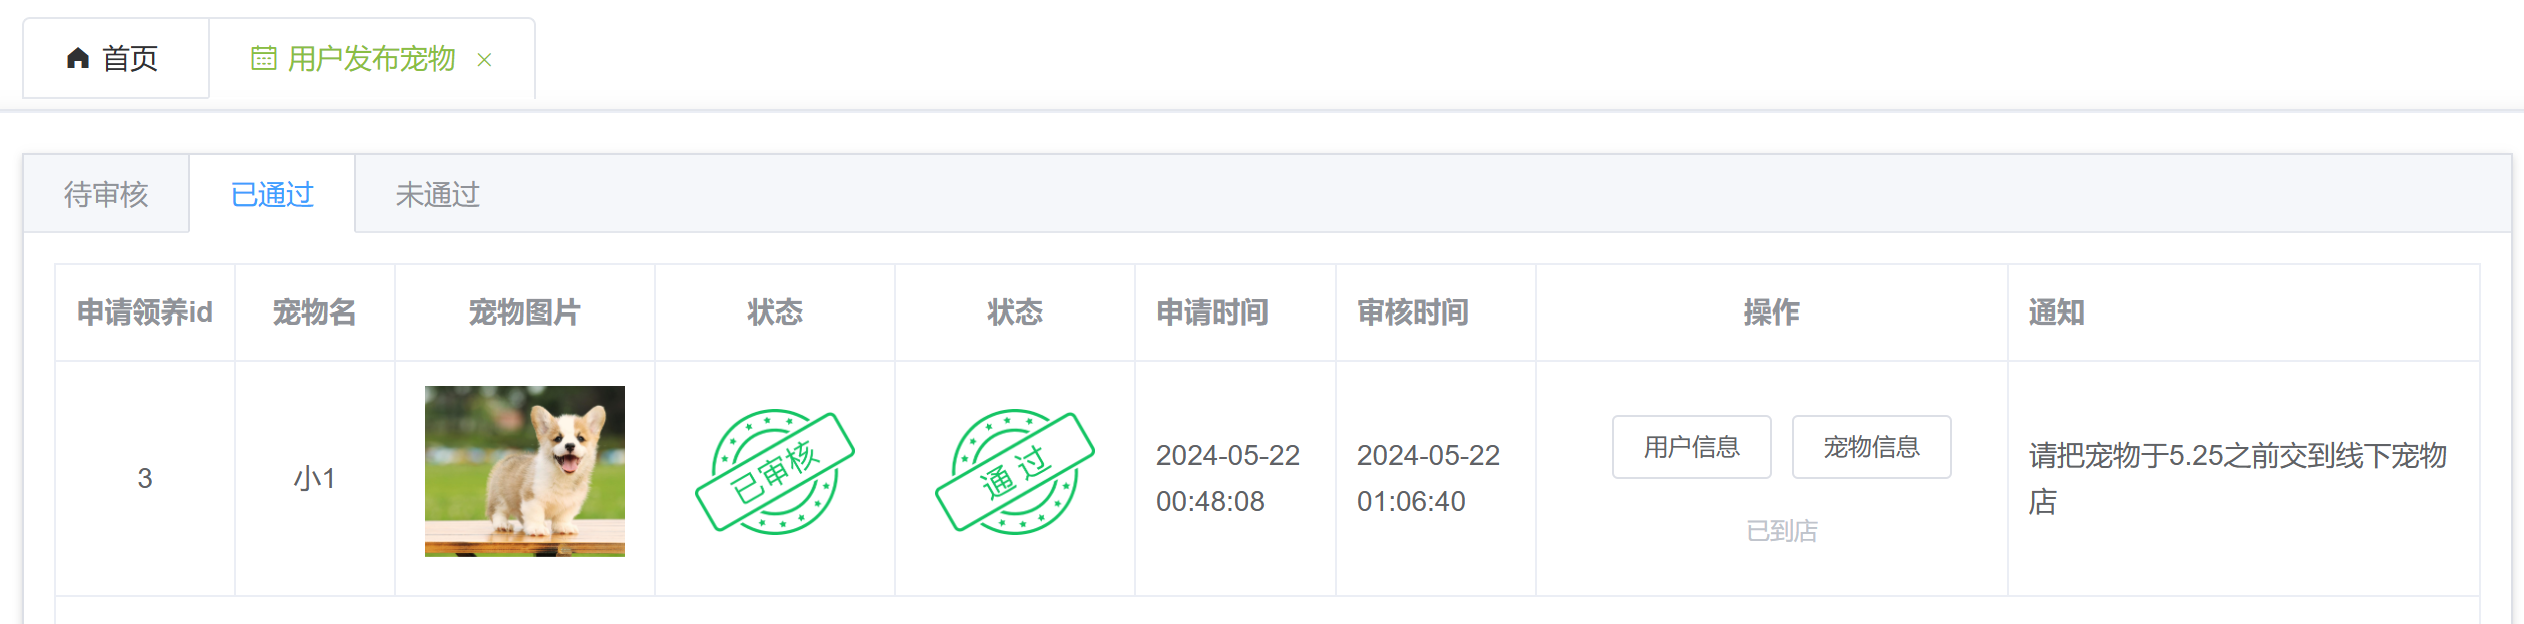 首页 用户发布宠物 ×
待审核 已通过 未通过
申请领养id 宠物名 宠物图片 状态 状态 申请时间 审核时间 操作 通知
3 小1 已审核 通过 2024-05-22 00:48:08 2024-05-22 01:06:40 用户信息 宠物信息 已到店 请把宠物于5.25之前交到线下宠物店